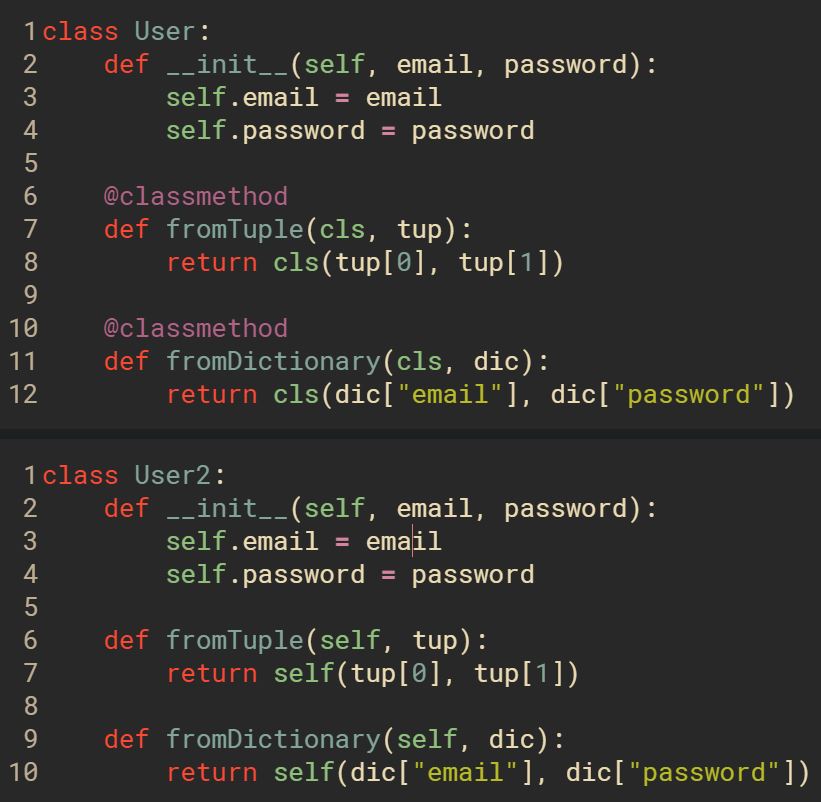 1 class User:
2     def __init__(self, email, password):
3         self.email = email
4         self.password = password
5
6     @classmethod
7     def fromTuple(cls, tup):
8         return cls(tup[0], tup[1])
9
10     @classmethod
11     def fromDictionary(cls, dic):
12         return cls(dic["email"], dic["password"])
1 class User2:
2     def __init__(self, email, password):
3         self.email = email
4         self.password = password
5
6     def fromTuple(self, tup):
7         return self(tup[0], tup[1])
8
9     def fromDictionary(self, dic):
10         return self(dic["email"], dic["password"])